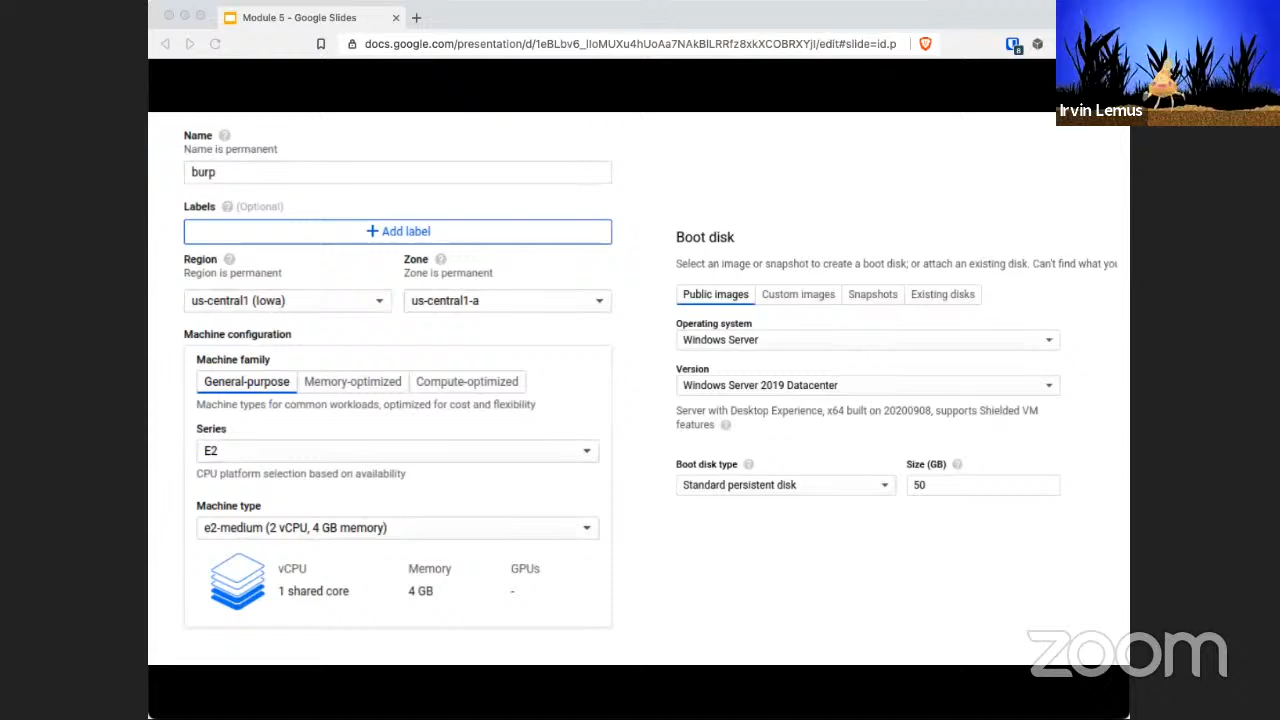 Module 5 - Google Slides
docs.google.com/presentation/d/1eBLbv6_lIoMUXu4hUoAa7NAkBlLRRfz8xkXCOBRXYjI/edit#slide=id.p
8
Irvin Lemus
Name
Name is permanent
burp
Labels (Optional)
+ Add label
Region
Region is permanent
us-central1 (Iowa)
Zone
Zone is permanent
us-central1-a
Machine configuration
Machine family
General-purpose Memory-optimized Compute-optimized
Machine types for common workloads, optimized for cost and flexibility
Series
E2
CPU platform selection based on availability
Machine type
e2-medium (2 vCPU, 4 GB memory)
vCPU Memory GPUs
1 shared core 4 GB -
Boot disk
Select an image or snapshot to create a boot disk; or attach an existing disk. Can't find what you
Public images Custom images Snapshots Existing disks
Operating system
Windows Server
Version
Windows Server 2019 Datacenter
Server with Desktop Experience, x64 built on 20200908, supports Shielded VM
features
Boot disk type
Standard persistent disk
Size (GB)
50
zoom